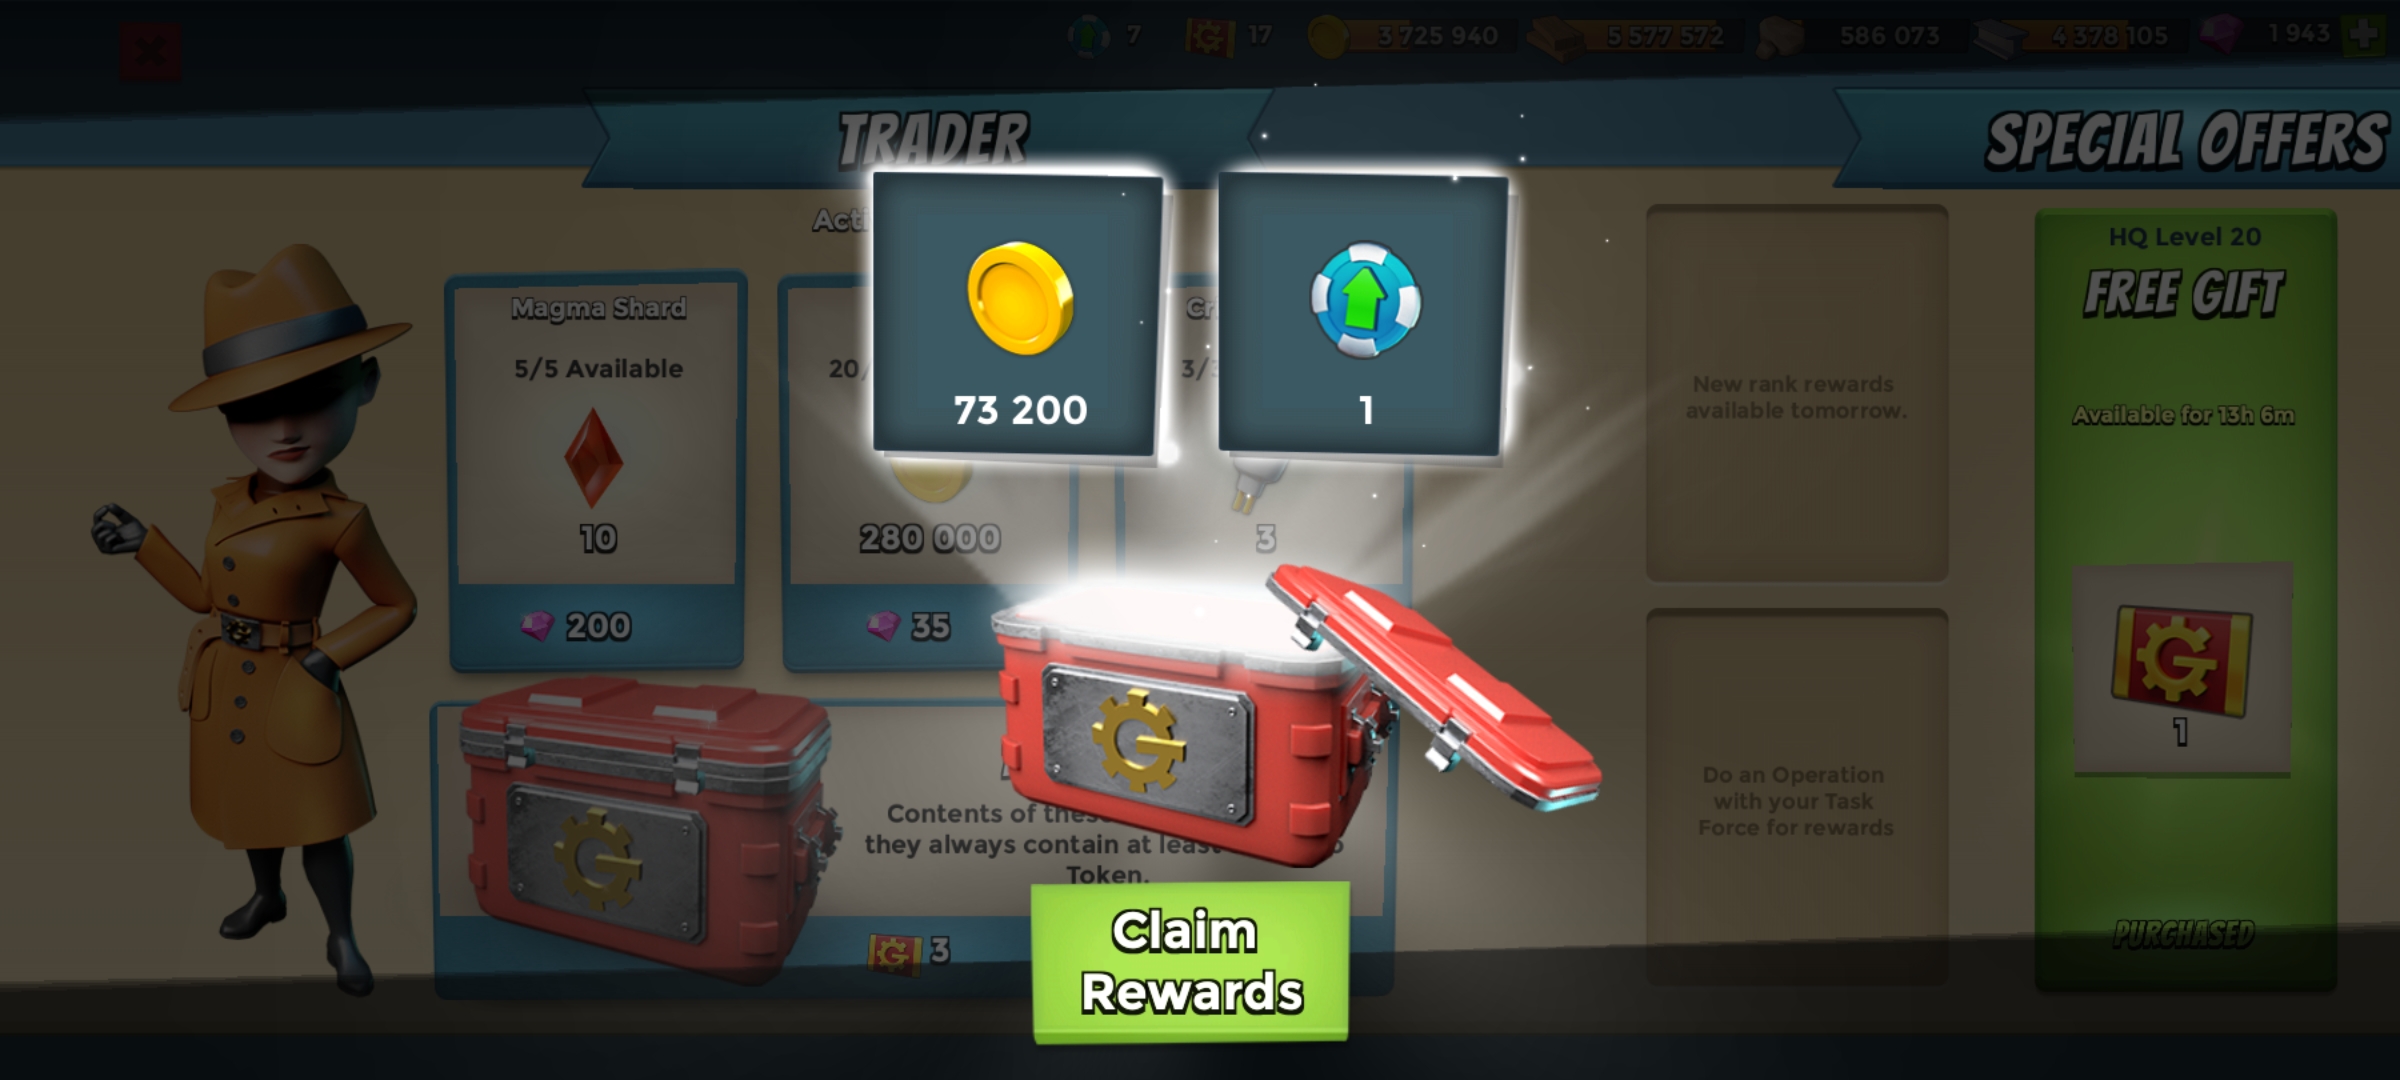 7
17
3 725 940
5 577 572
586 073
4 378 105
1 943
TRADER
SPECIAL OFFERS
Magma Shard
5/5 Available
10
200
280 000
35
3
73 200
1
New rank rewards
available tomorrow.
Do an Operation
with your Task
Force for rewards
HQ Level 20
FREE GIFT
Available for 13h 6m
1
PURCHASED
Contents of these
they always contain at least
Token.
3
Claim
Rewards